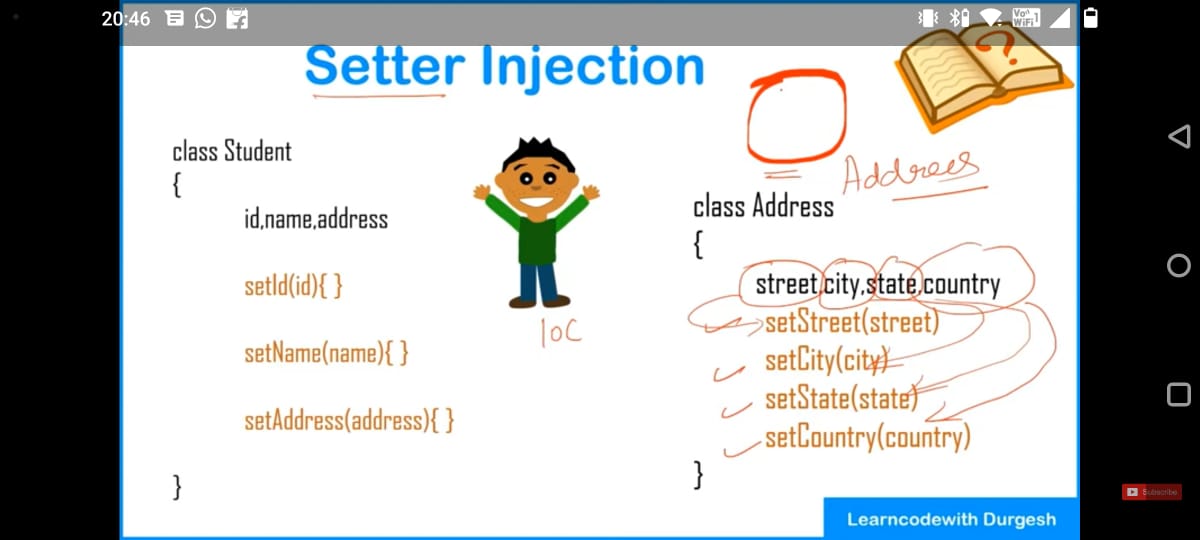 20:46
Vo
WiFi 1
Setter Injection
?
class Student
{
id,name,address
setId(id){ }
setName(name){ }
setAddress(address){ }
}
IOC
Address
class Address
{
street,city,state,country
setStreet(street)
setCity(city)
setState(state)
setCountry(country)
}
Subscribe
Learncodewith Durgesh